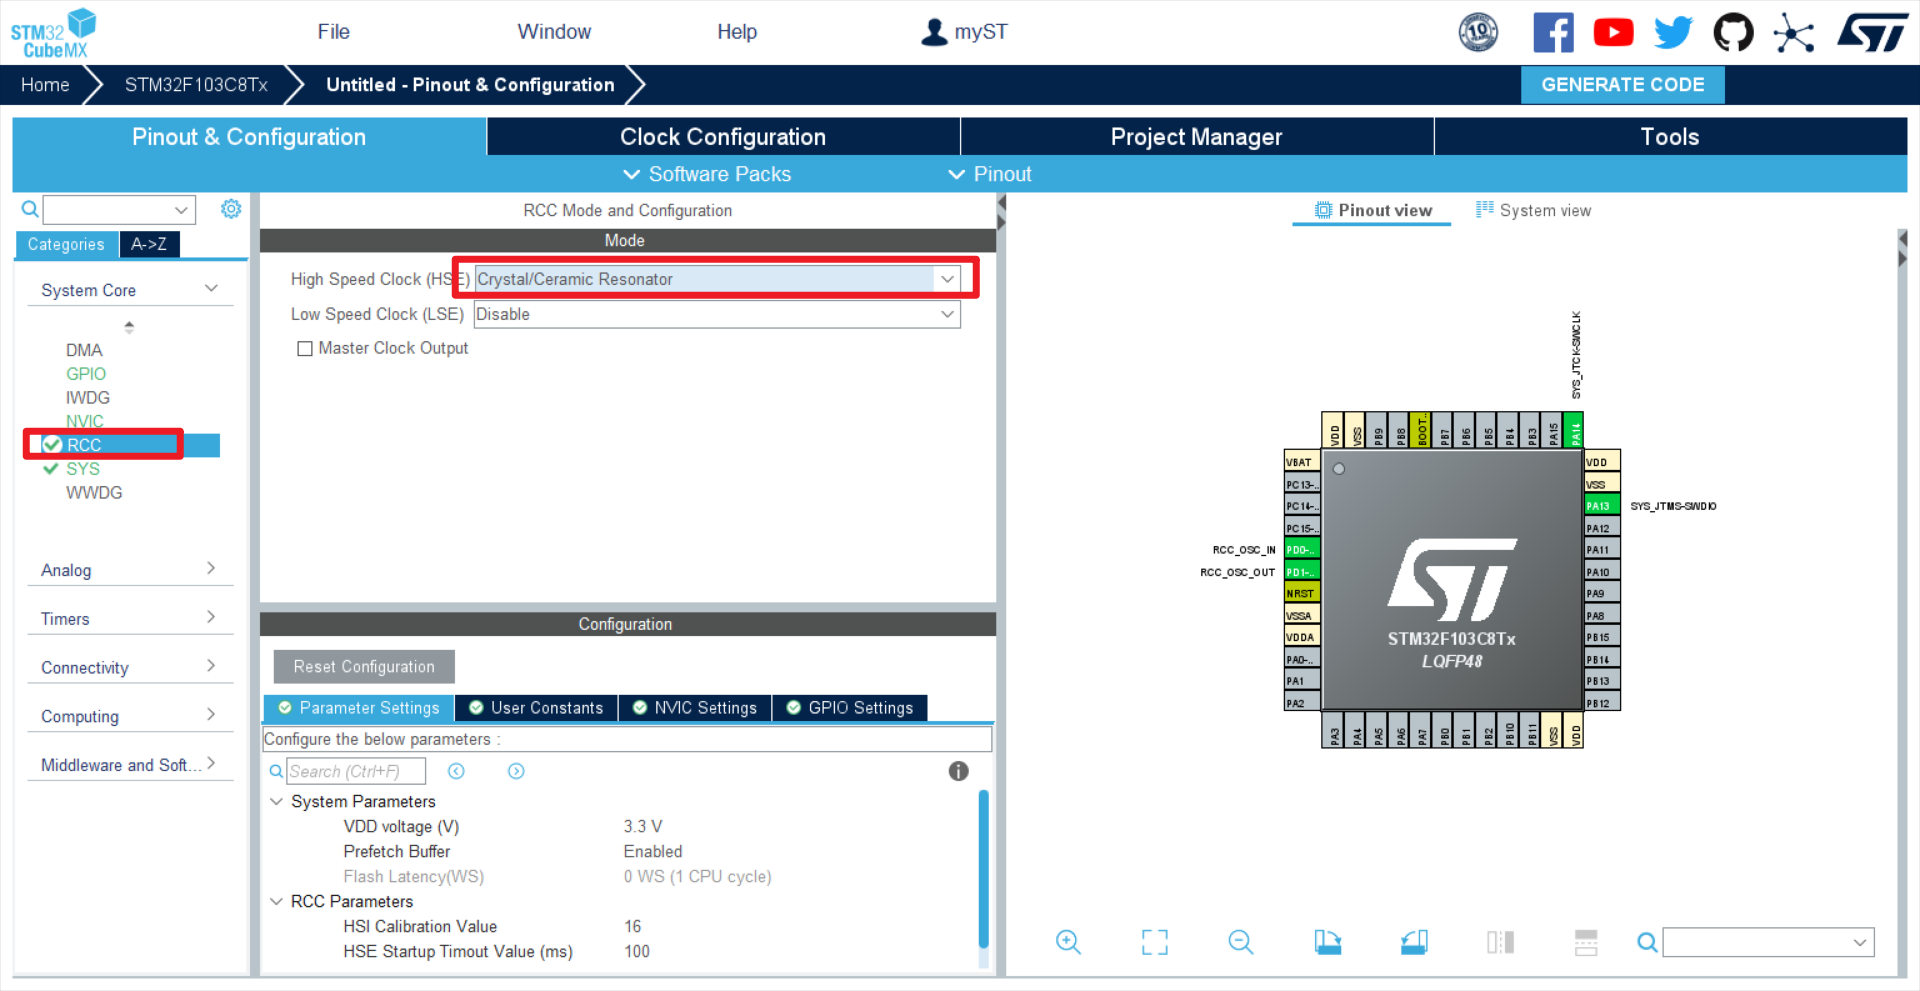 STM32
CubeMX
File
Window
Help
myST
10
Home
STM32F103C8Tx
Untitled - Pinout & Configuration
GENERATE CODE
Pinout & Configuration
Clock Configuration
Project Manager
Tools
Software Packs
Pinout
Categories
A->Z
System Core
DMA
GPIO
IWDG
NVIC
RCC
SYS
WWDG
Analog
Timers
Connectivity
Computing
Middleware and Soft...
RCC Mode and Configuration
Mode
High Speed Clock (HSE)
Crystal/Ceramic Resonator
Low Speed Clock (LSE)
Disable
Master Clock Output
Configuration
Reset Configuration
Parameter Settings
User Constants
NVIC Settings
GPIO Settings
Configure the below parameters :
Search (Ctrl+F)
System Parameters
VDD voltage (V) 3.3 V
Prefetch Buffer Enabled
Flash Latency(WS) 0 WS (1 CPU cycle)
RCC Parameters
HSI Calibration Value 16
HSE Startup Timout Value (ms) 100
Pinout view
System view
SYS_JTCK-SWCLK
VDD
VSS
PB9
PB8
BOOT..
PB7
PB6
PB5
PB4
PB3
PA15
PA14
VBAT
PC13-..
PC14-..
PC15-..
RCC_OSC_IN PD0-..
RCC_OSC_OUT PD1-..
NRST
VSSA
VDDA
PA0-..
PA1
PA2
STM32F103C8Tx
LQFP48
VDD
VSS
PA13 SYS_JTMS-SWDIO
PA12
PA11
PA10
PA9
PA8
PB15
PB14
PB13
PB12
PA3
PA4
PA5
PA6
PA7
PB0
PB1
PB2
PB10
PB11
VSS
VDD